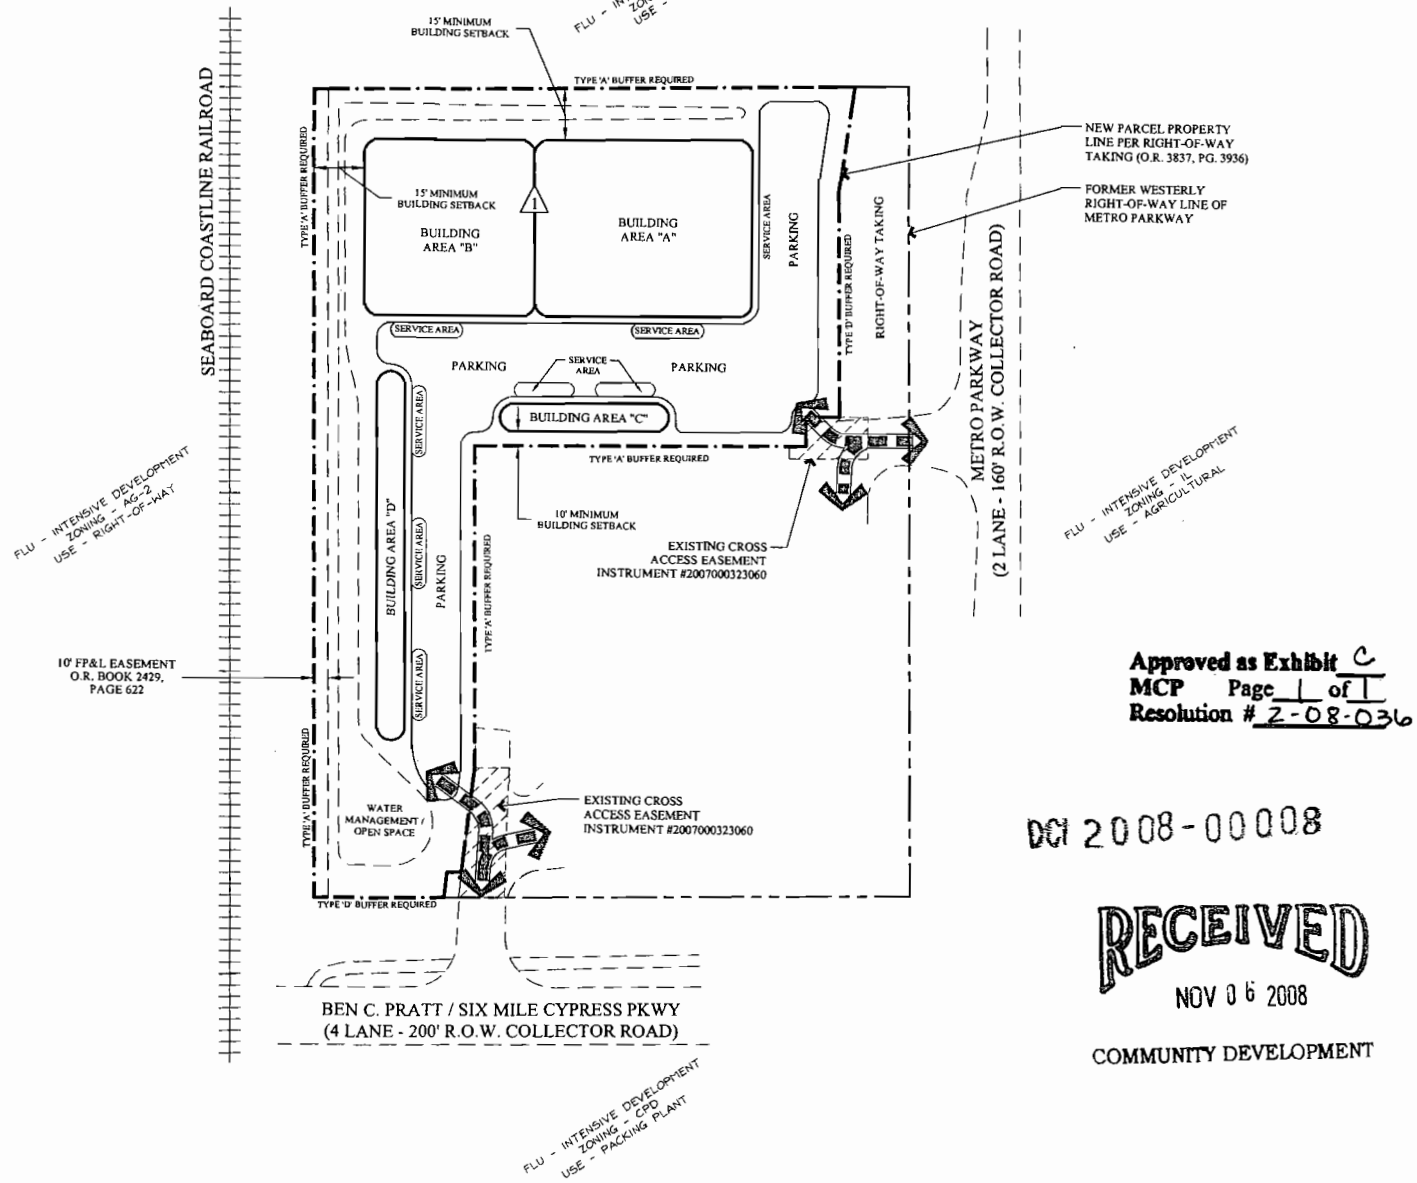 FLU - IN
ZON
USE -
15' MINIMUM
BUILDING SETBACK
TYPE 'A' BUFFER REQUIRED
SEABOARD COASTLINE RAILROAD
TYPE 'A' BUFFER REQUIRED
15' MINIMUM
BUILDING SETBACK
BUILDING
AREA "B"
1
BUILDING
AREA "A"
SERVICE AREA
PARKING
TYPE 'D' BUFFER REQUIRED
RIGHT-OF-WAY TAKING
NEW PARCEL PROPERTY
LINE PER RIGHT-OF-WAY
TAKING (O.R. 3837, PG. 3936)
FORMER WESTERLY
RIGHT-OF-WAY LINE OF
METRO PARKWAY
METRO PARKWAY
(2 LANE - 160' R.O.W. COLLECTOR ROAD)
SERVICE AREA
SERVICE AREA
PARKING
SERVICE
AREA
PARKING
BUILDING AREA "C"
TYPE 'A' BUFFER REQUIRED
SERVICE AREA
BUILDING AREA "D"
SERVICE AREA
PARKING
SERVICE AREA
10' MINIMUM
BUILDING SETBACK
TYPE 'A' BUFFER REQUIRED
EXISTING CROSS
ACCESS EASEMENT
INSTRUMENT #2007000323060
FLU - INTENSIVE DEVELOPMENT
ZONING - AG-2
USE - RIGHT-OF-WAY
FLU - INTENSIVE DEVELOPMENT
ZONING - IL
USE - AGRICULTURAL
10' FP&L EASEMENT
O.R. BOOK 2429,
PAGE 622
Approved as Exhibit C
MCP Page 1 of 1
Resolution # Z-08-036
TYPE 'A' BUFFER REQUIRED
WATER
MANAGEMENT /
OPEN SPACE
EXISTING CROSS
ACCESS EASEMENT
INSTRUMENT #2007000323060
DCI 2008-00008
TYPE 'D' BUFFER REQUIRED
RECEIVED
NOV 06 2008
COMMUNITY DEVELOPMENT
BEN C. PRATT / SIX MILE CYPRESS PKWY
(4 LANE - 200' R.O.W. COLLECTOR ROAD)
FLU - INTENSIVE DEVELOPMENT
ZONING - CPD
USE - PACKING PLANT